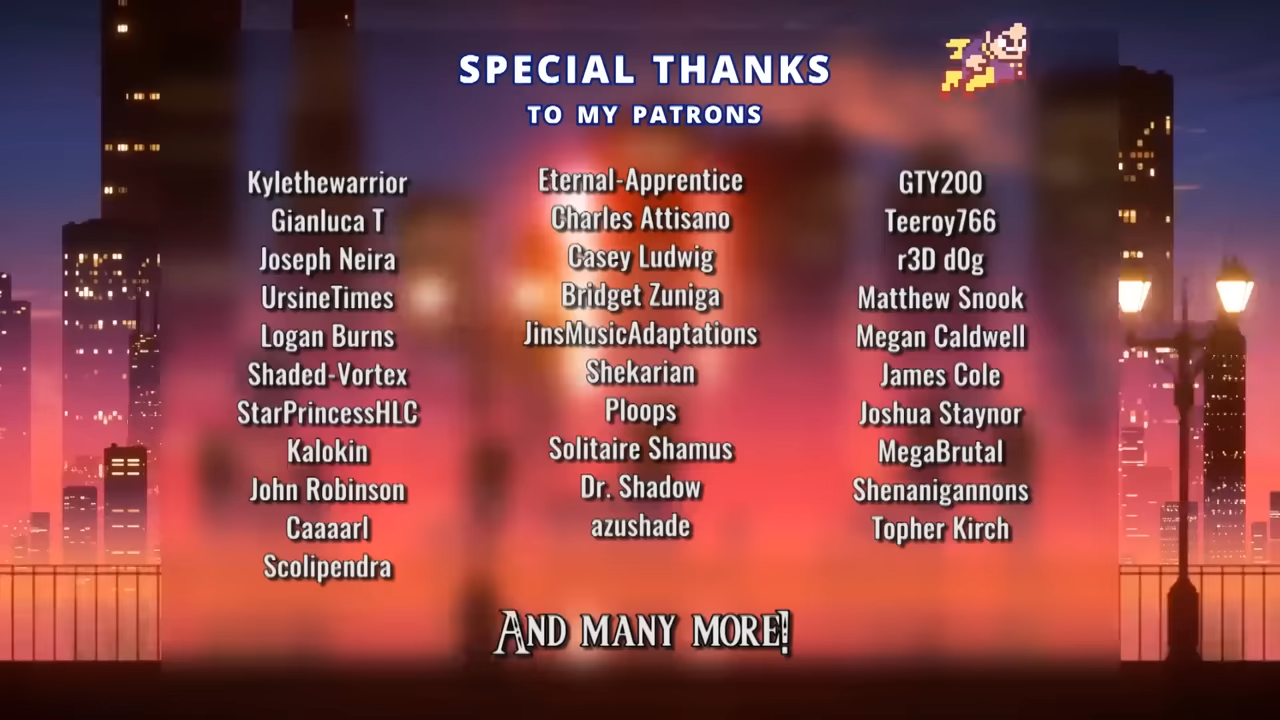 SPECIAL THANKS
TO MY PATRONS
Kylethewarrior
Gianluca T
Joseph Neira
UrsineTimes
Logan Burns
Shaded-Vortex
StarPrincessHLC
Kalokin
John Robinson
Caaaarl
Scolipendra
Eternal-Apprentice
Charles Attisano
Casey Ludwig
Bridget Zuniga
JinsMusicAdaptations
Shekarian
Ploops
Solitaire Shamus
Dr. Shadow
azushade
GTY200
Teeroy766
r3D dOg
Matthew Snook
Megan Caldwell
James Cole
Joshua Staynor
MegaBrutal
Shenanigannons
Topher Kirch
AND MANY MORE!